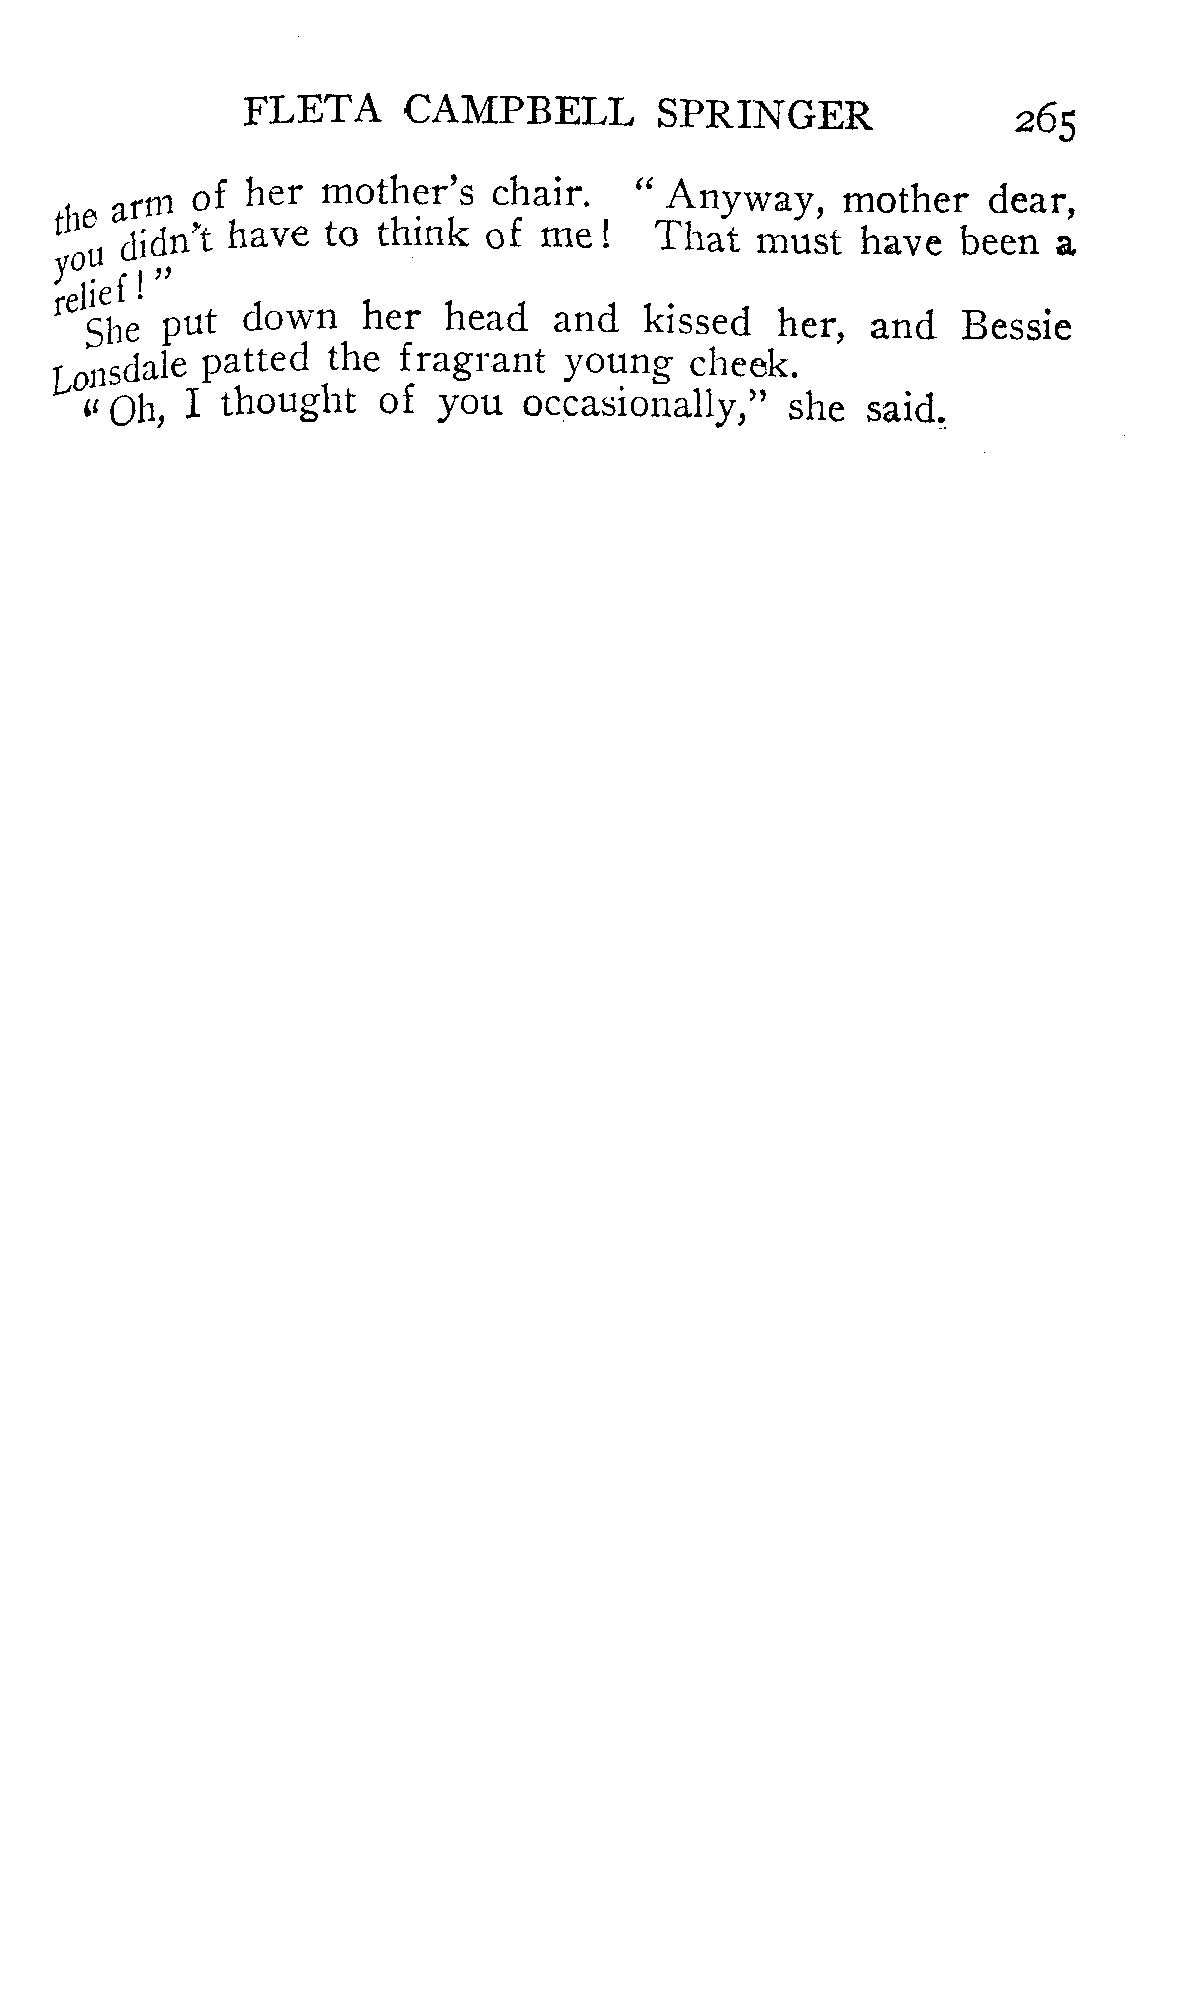 FLETA CAMPBELL SPRINGER 265
the arm of her mother's chair. “Anyway, mother dear,
you didn't have to think of me! That must have been a
relief!”
She put down her head and kissed her, and Bessie
Lonsdale patted the fragrant young cheek.
“Oh, I thought of you occasionally,” she said.